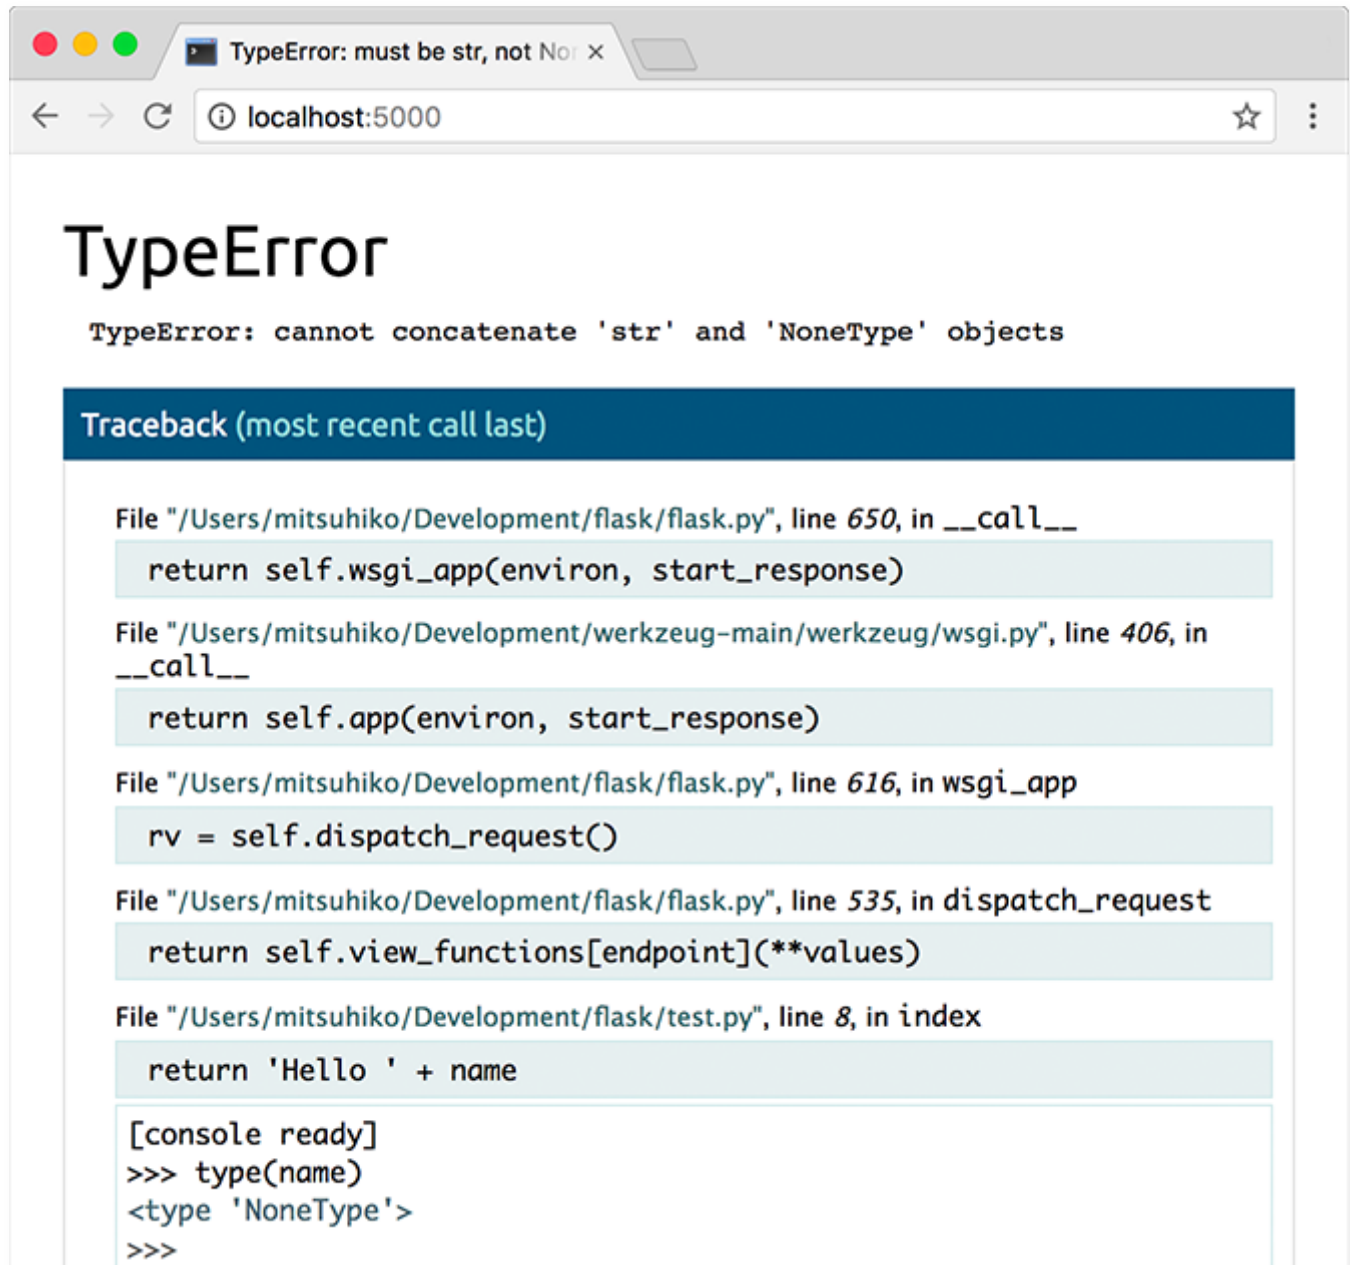 TypeError: must be str, not Nor
localhost:5000
TypeError
TypeError: cannot concatenate 'str' and 'NoneType' objects
Traceback (most recent call last)
File "/Users/mitsuhiko/Development/flask/flask.py", line 650, in __call__
return self.wsgi_app(environ, start_response)
File "/Users/mitsuhiko/Development/werkzeug-main/werkzeug/wsgi.py", line 406, in
__call__
return self.app(environ, start_response)
File "/Users/mitsuhiko/Development/flask/flask.py", line 616, in wsgi_app
rv = self.dispatch_request()
File "/Users/mitsuhiko/Development/flask/flask.py", line 535, in dispatch_request
return self.view_functions[endpoint](**values)
File "/Users/mitsuhiko/Development/flask/test.py", line 8, in index
return 'Hello ' + name
[console ready]
>>> type(name)
<type 'NoneType'>
>>>